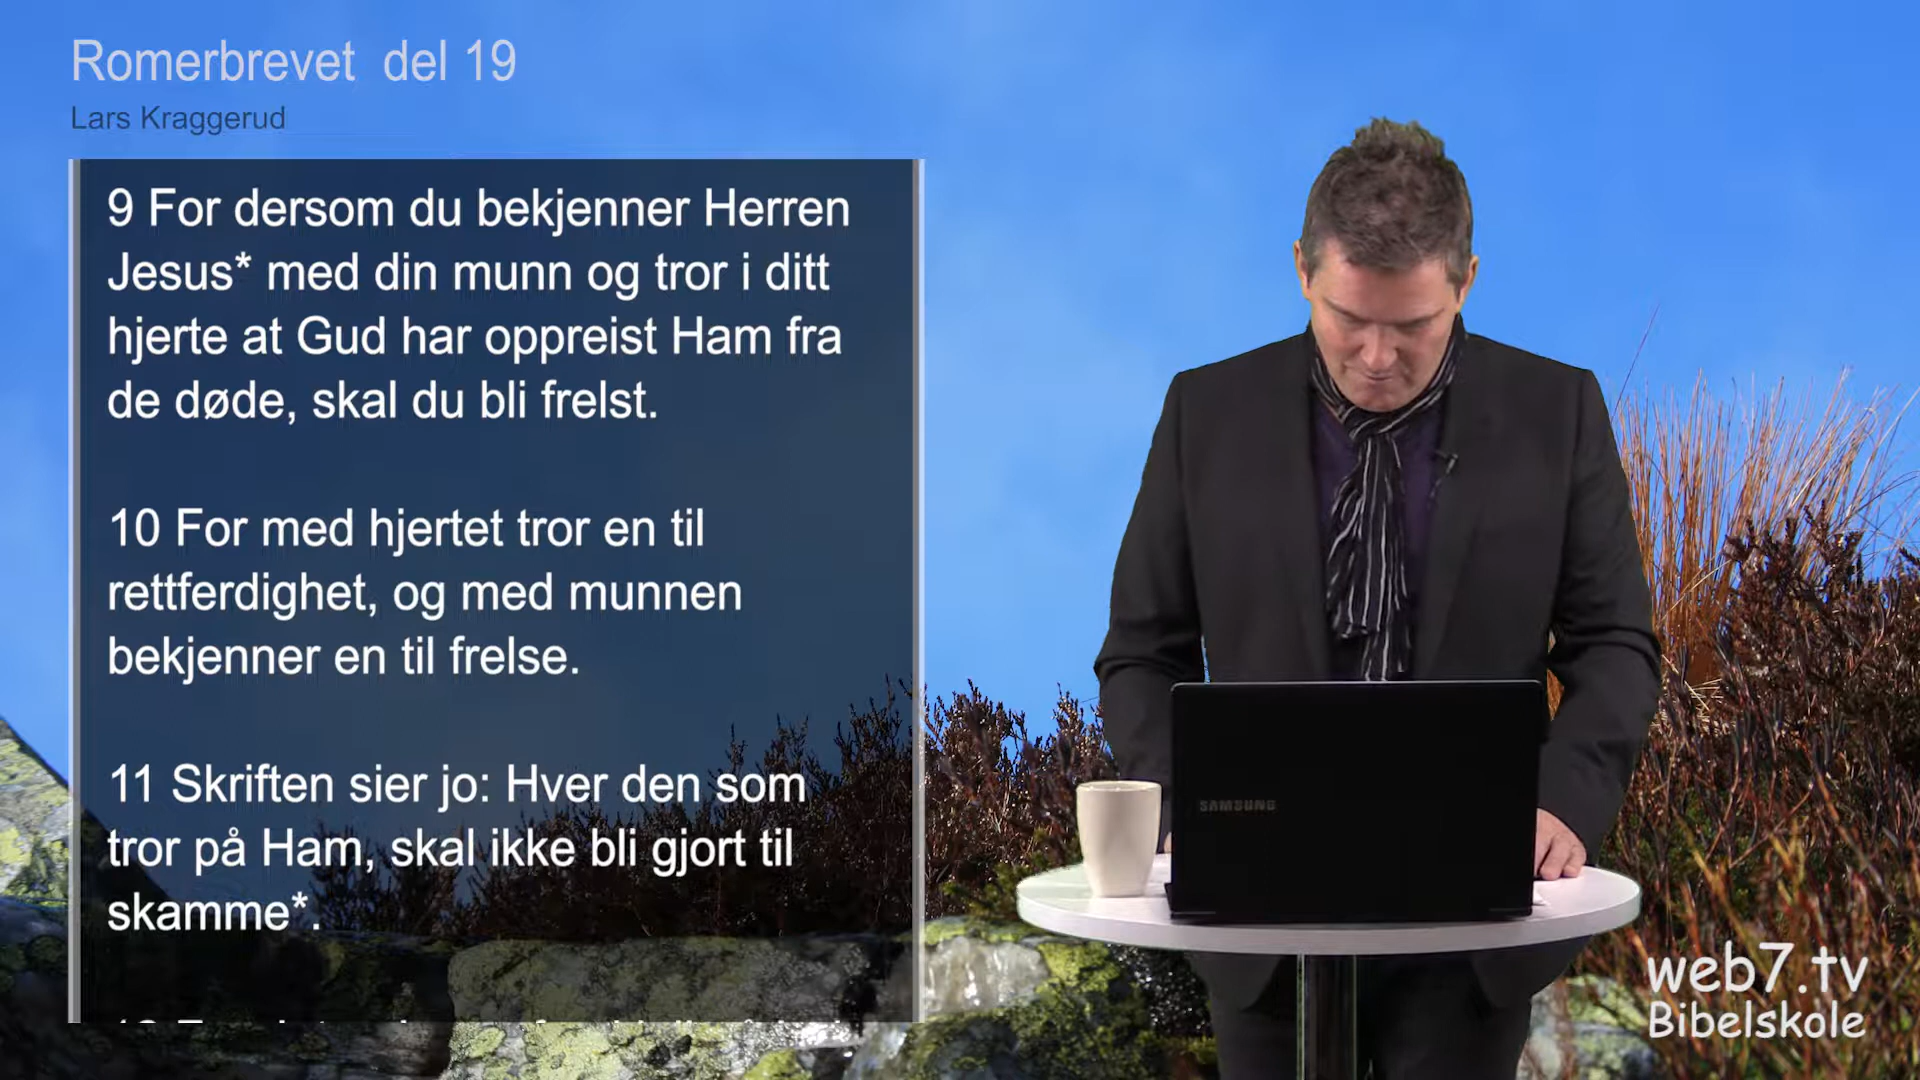 Romerbrevet del 19
Lars Kraggerud
9 For dersom du bekjenner Herren
Jesus* med din munn og tror i ditt
hjerte at Gud har oppreist Ham fra
de døde, skal du bli frelst.
10 For med hjertet tror en til
rettferdighet, og med munnen
bekjenner en til frelse.
11 Skriften sier jo: Hver den som
tror på Ham, skal ikke bli gjort til
skamme*.
SAMSUNG
web7.tv
Bibelskole